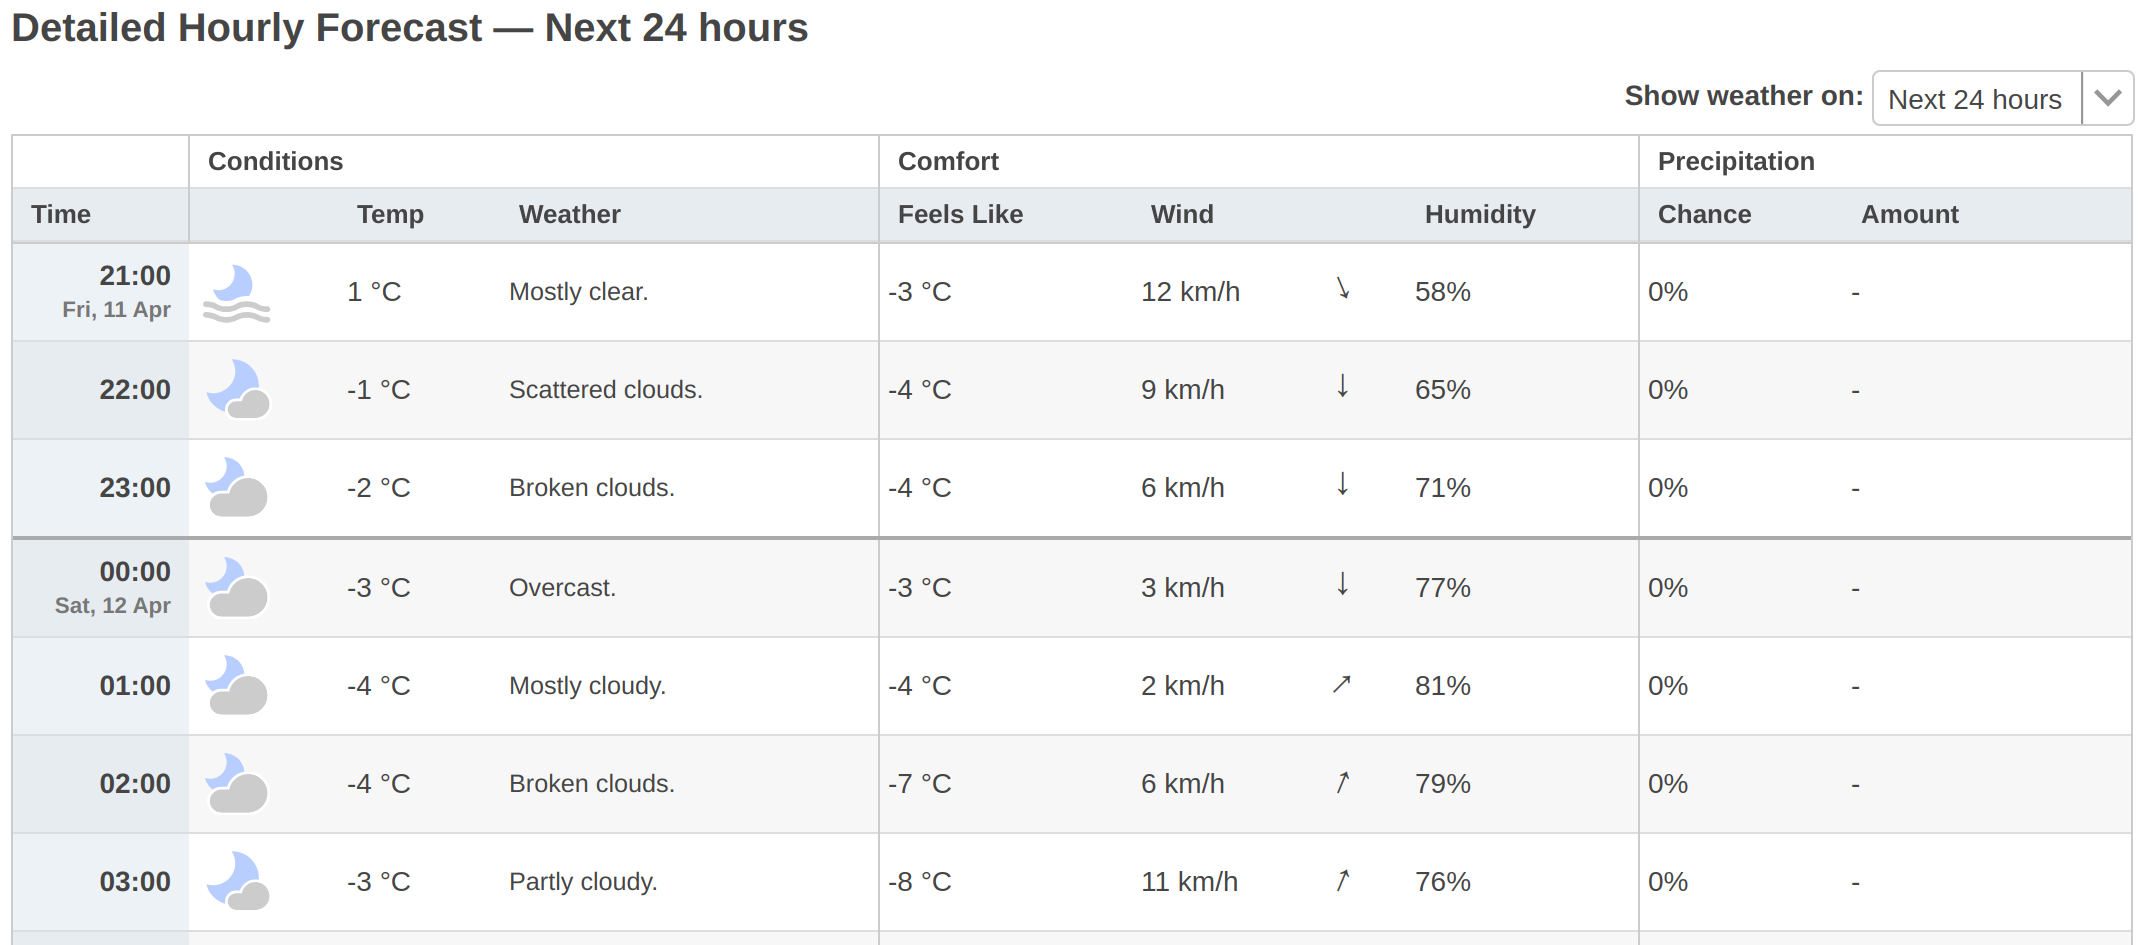 Detailed Hourly Forecast — Next 24 hours
Show weather on: Next 24 hours
Conditions Comfort Precipitation
Time Temp Weather Feels Like Wind Humidity Chance Amount
21:00 Fri, 11 Apr 1 °C Mostly clear. -3 °C 12 km/h ↓ 58% 0% -
22:00 -1 °C Scattered clouds. -4 °C 9 km/h ↓ 65% 0% -
23:00 -2 °C Broken clouds. -4 °C 6 km/h ↓ 71% 0% -
00:00 Sat, 12 Apr -3 °C Overcast. -3 °C 3 km/h ↓ 77% 0% -
01:00 -4 °C Mostly cloudy. -4 °C 2 km/h ↗ 81% 0% -
02:00 -4 °C Broken clouds. -7 °C 6 km/h ↑ 79% 0% -
03:00 -3 °C Partly cloudy. -8 °C 11 km/h ↑ 76% 0% -